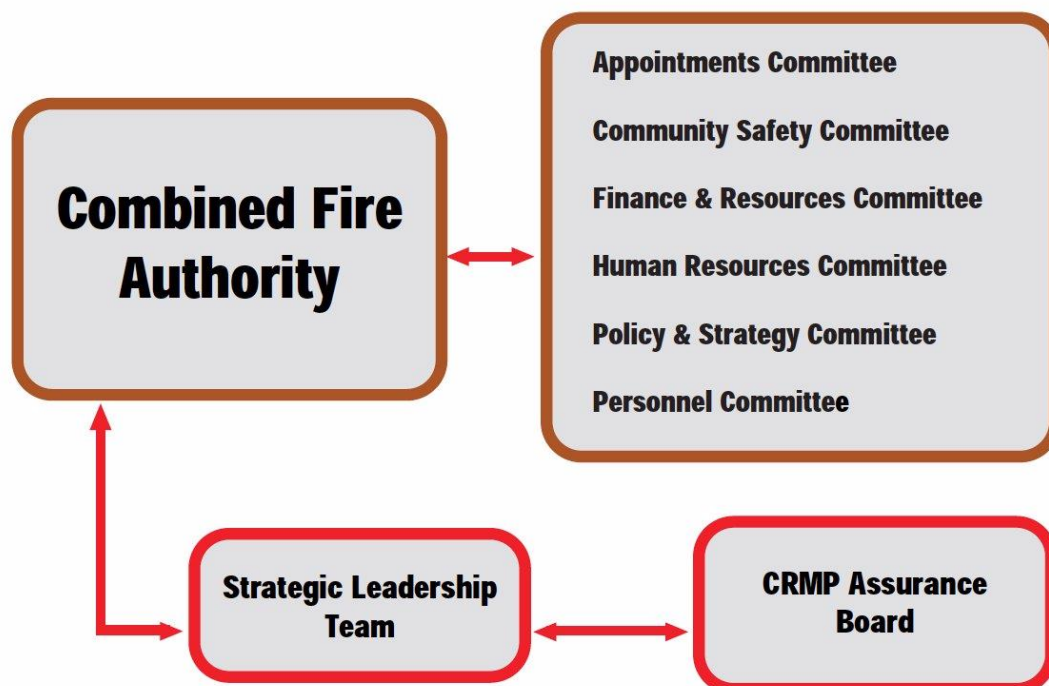 Combined Fire
Authority
Appointments Committee
Community Safety Committee
Finance & Resources Committee
Human Resources Committee
Policy & Strategy Committee
Personnel Committee
Strategic Leadership
Team
CRMP Assurance
Board